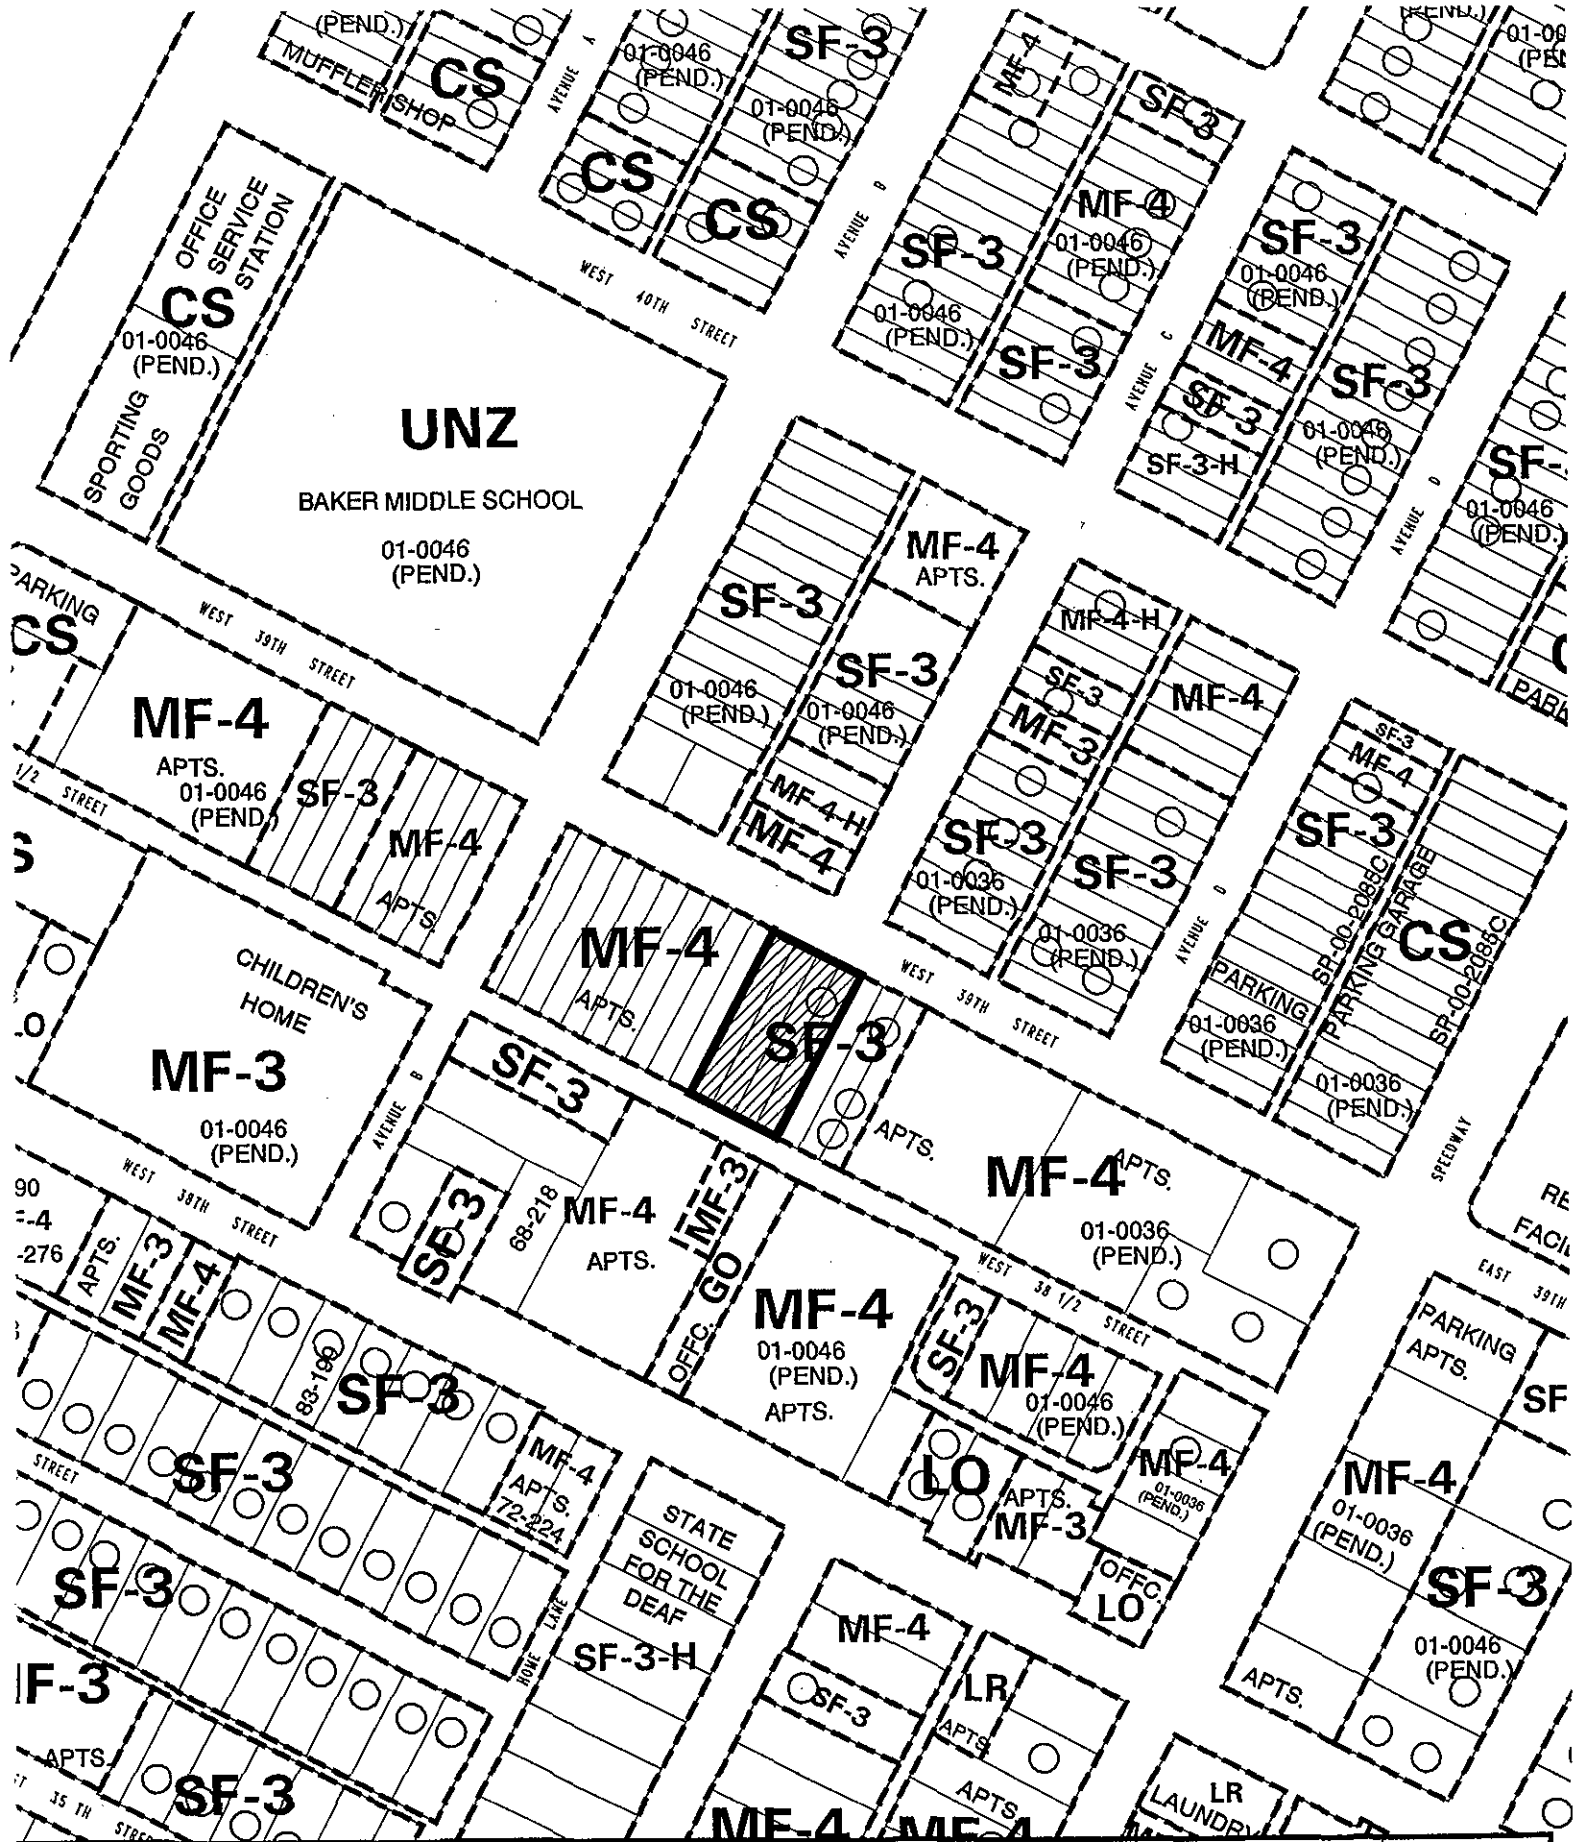 (PEND.)
MUFFLER SHOP
CS
AVENUE A
01-0046
(PEND.)
CS
SF-3
01-0046
(PEND.)
CS
AVENUE B
MF-4
SF-3
01-0046
(PEND.)
SF-3
MF-4
01-0046
(PEND.)
SF-3
AVENUE C
(PEND.)
SF-3
01-0046
(PEND.)
MF-4
SF-3
SF-3-H
SF-3
01-0046
(PEND.)
AVENUE D
01-0046
(PEND.)
OFFICE
SERVICE
STATION
CS
01-0046
(PEND.)
SPORTING
GOODS
WEST 40TH STREET
UNZ
BAKER MIDDLE SCHOOL
01-0046
(PEND.)
WEST 39TH STREET
PARKING
CS
MF-4
APTS.
01-0046
(PEND.)
SF-3
MF-4
APTS.
1/2 STREET
SF-3
01-0046
(PEND.)
MF-4
APTS.
SF-3
01-0046
(PEND.)
MF-4-H
MF-4
MF-4-H
SF-3
MF-3
SF-3
01-0036
(PEND.)
MF-4
SF-3
01-0036
(PEND.)
AVENUE D
SF-3
MF-4
SF-3
SP-00-2085C
PARKING
01-0036
(PEND.)
PARKING GARAGE
CS
SP-00-2085C
01-0036
(PEND.)
SPEEDWAY
CHILDREN'S
HOME
MF-3
01-0046
(PEND.)
AVENUE B
MF-4
APTS.
SF-3
WEST 39TH STREET
APTS.
MF-4
APTS.
01-0036
(PEND.)
EAST 39TH
WEST 38TH STREET
SF-3
SF-3
68-218
MF-4
APTS.
MF-3
GO
OFFC.
MF-4
01-0046
(PEND.)
APTS.
WEST 38 1/2 STREET
SF-3
MF-4
01-0046
(PEND.)
MF-4
01-0036
(PEND.)
LO
APTS.
MF-3
OFFC.
LO
PARKING
APTS.
MF-4
01-0036
(PEND.)
APTS.
SF-3
01-0046
(PEND.)
90
-276
APTS.
MF-3
MF-4
83-199
SF-3
MF-4
APTS.
72-224
SF-3
STREET
SF-3
HOME LANE
STATE
SCHOOL
FOR THE
DEAF
SF-3-H
MF-4
SF-3
MF-4
LR
APTS.
APTS.
MF-4
LR
LAUNDRY
APTS.
SF-3
35 TH